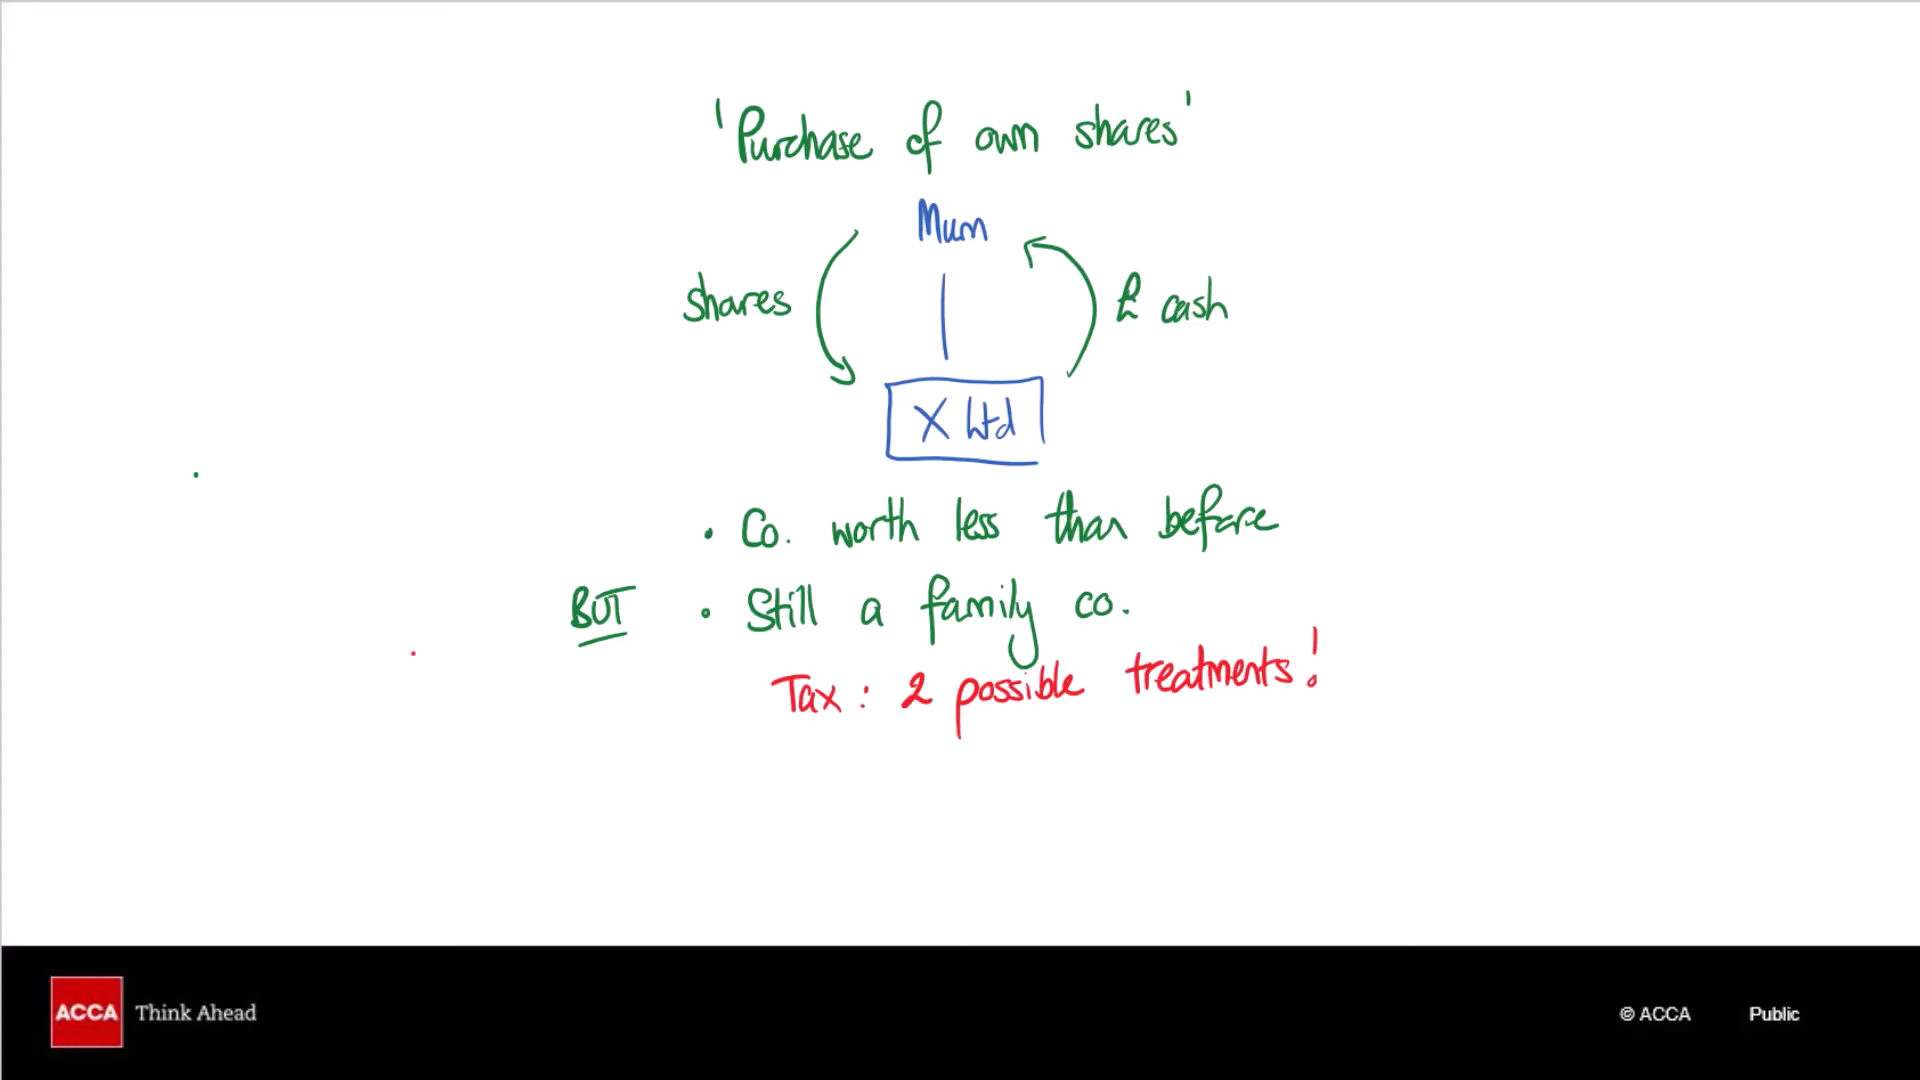 'Purchase of own shares'
Mum
shares
£ cash
X Ltd
• Co. worth less than before
BUT • Still a family co.
Tax: 2 possible treatments!
ACCA Think Ahead
© ACCA Public